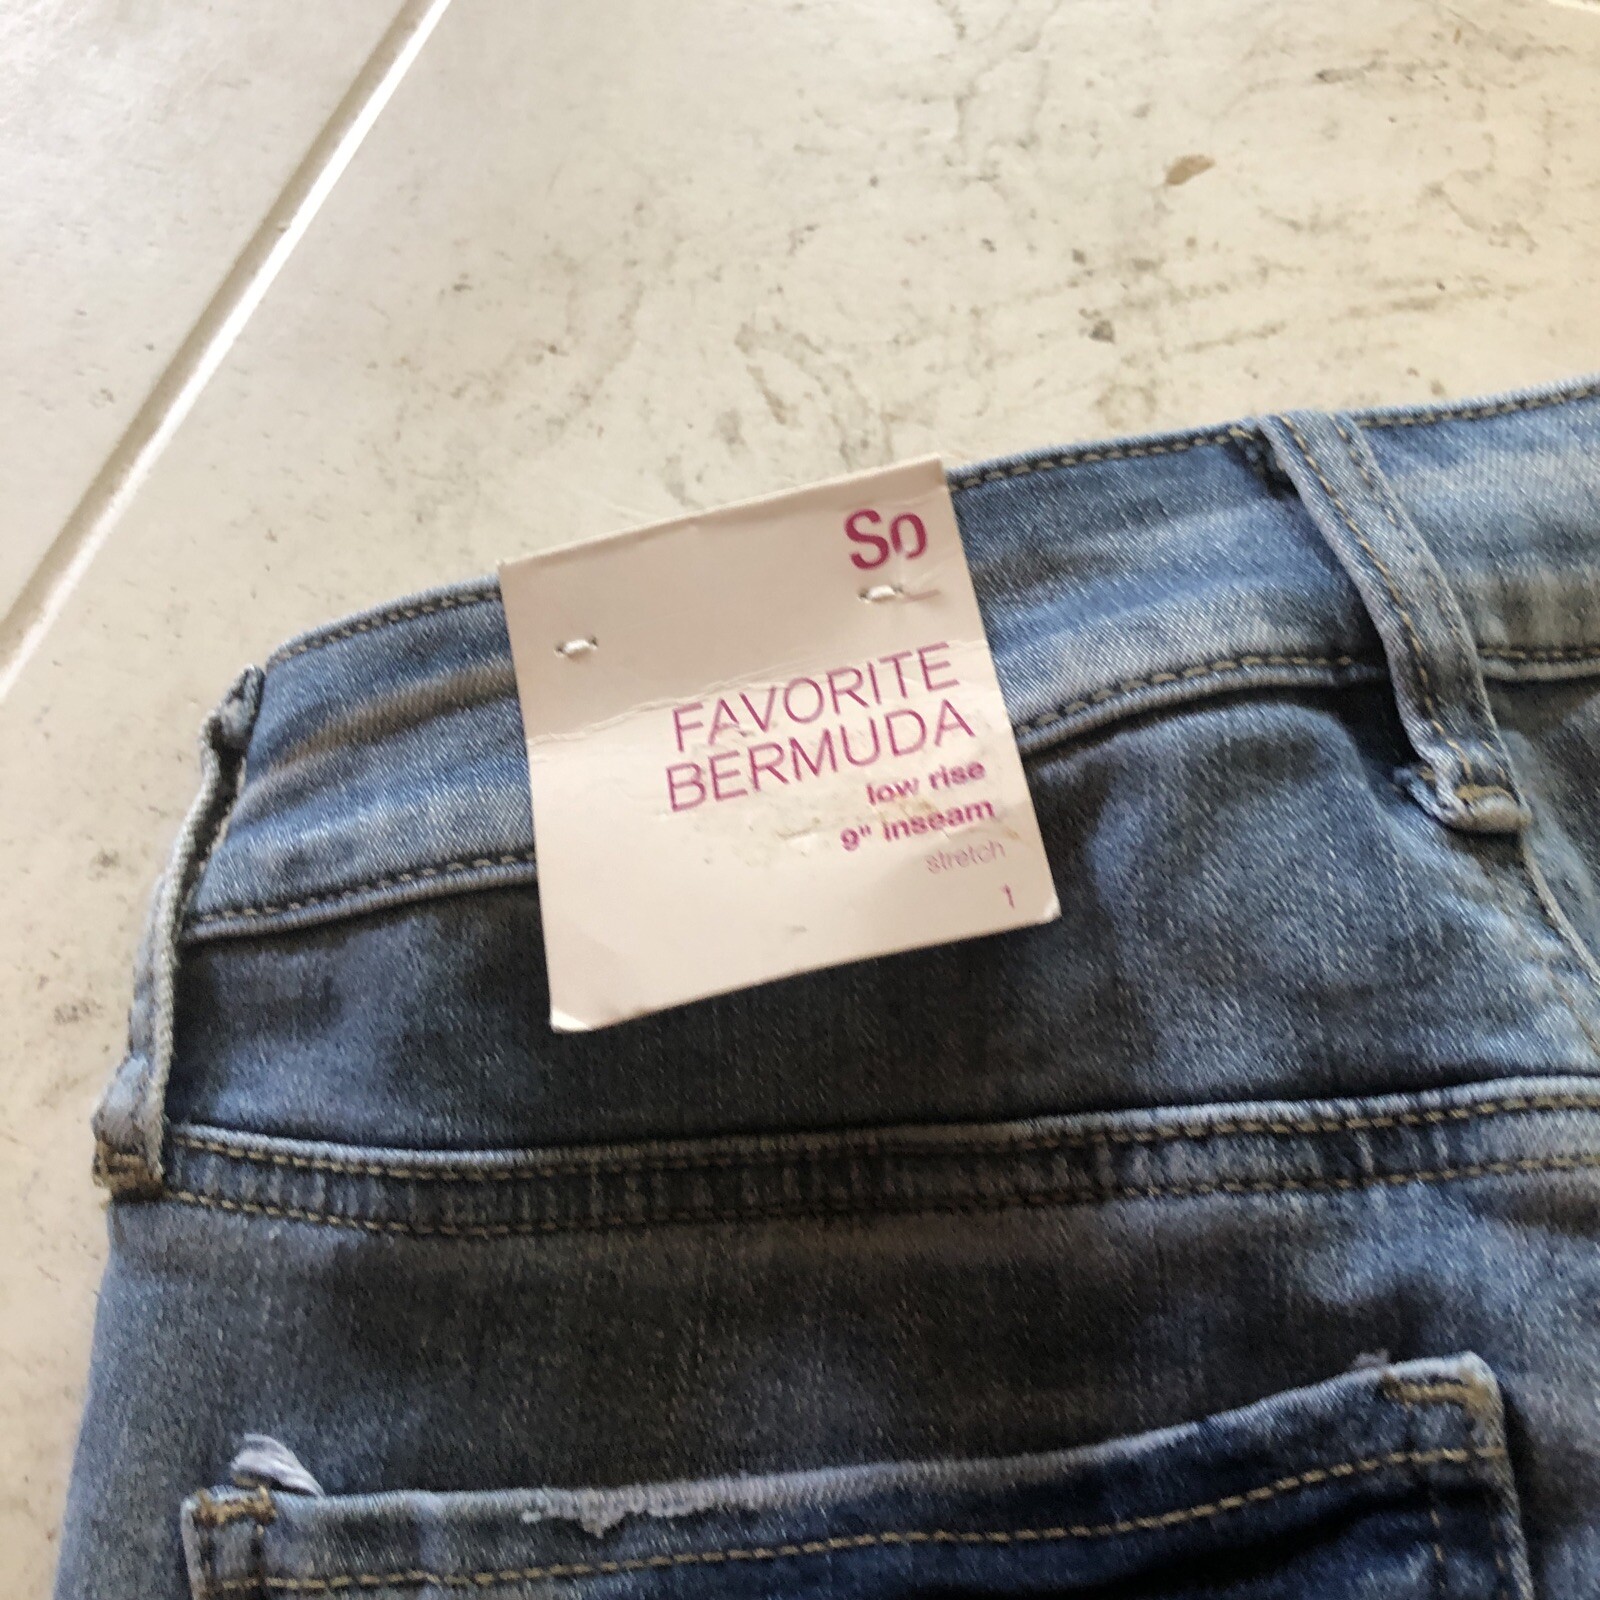 So
FAVORITE
BERMUDA
low rise
9" inseam
stretch
1